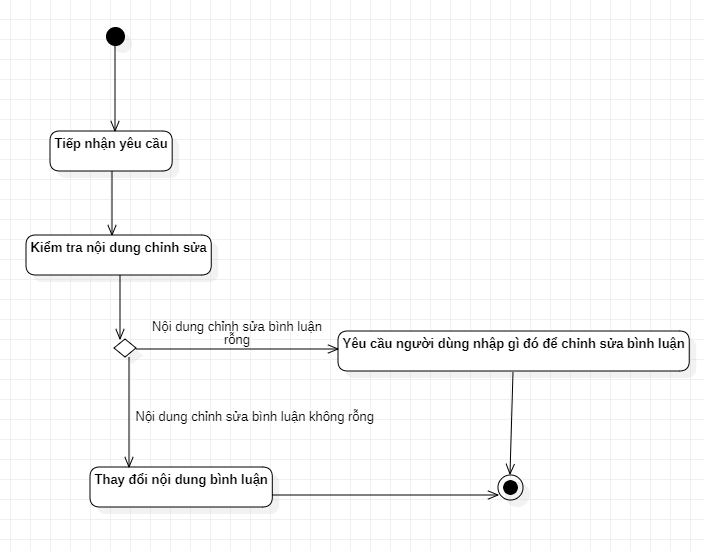 Tiếp nhận yêu cầu
Kiểm tra nội dung chỉnh sửa
Nội dung chỉnh sửa bình luận
rỗng
Yêu cầu người dùng nhập gì đó để chỉnh sửa bình luận
Nội dung chỉnh sửa bình luận không rỗng
Thay đổi nội dung bình luận